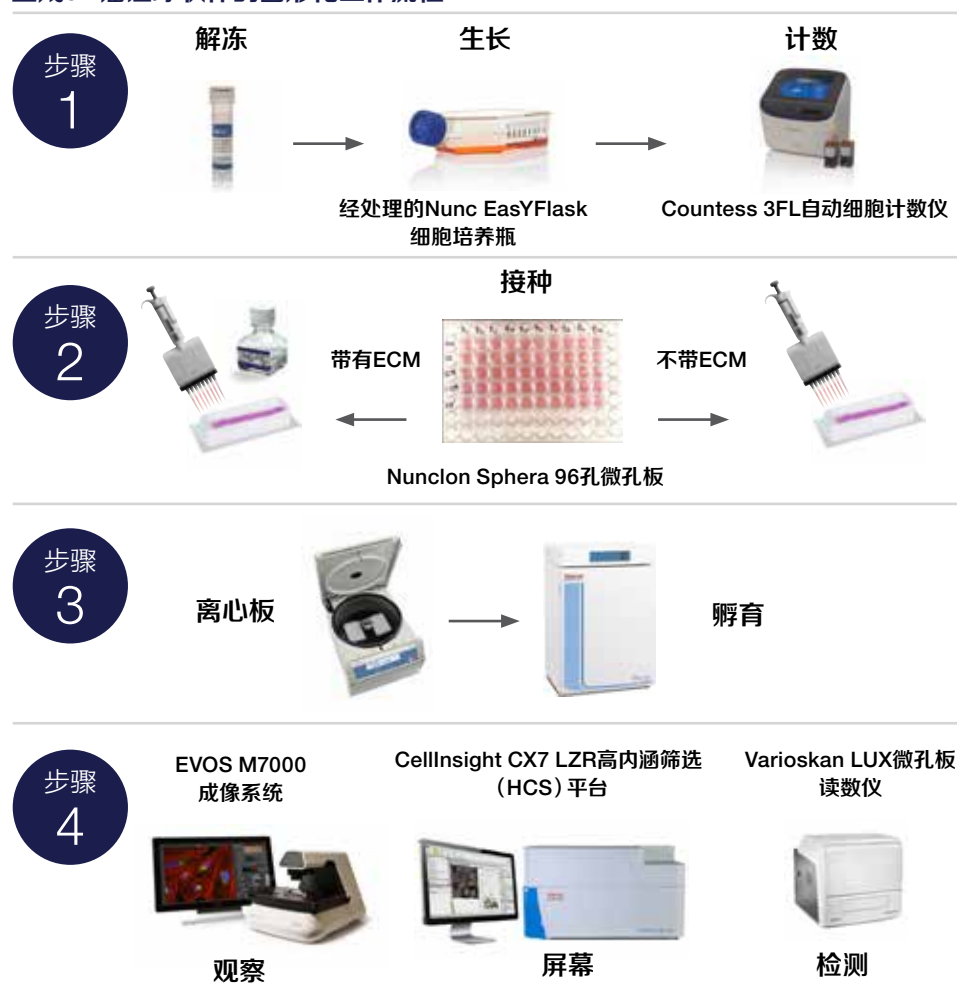 步骤
1
解冻
生长
计数
经处理的Nunc EasYFlask
细胞培养瓶
Countess 3FL自动细胞计数仪
步骤
2
接种
带有ECM
不带ECM
Nunclon Sphera 96孔微孔板
步骤
3
离心板
孵育
步骤
4
EVOS M7000
成像系统
CellInsight CX7 LZR高内涵筛选
（HCS）平台
Varioskan LUX微孔板
读数仪
观察
屏幕
检测